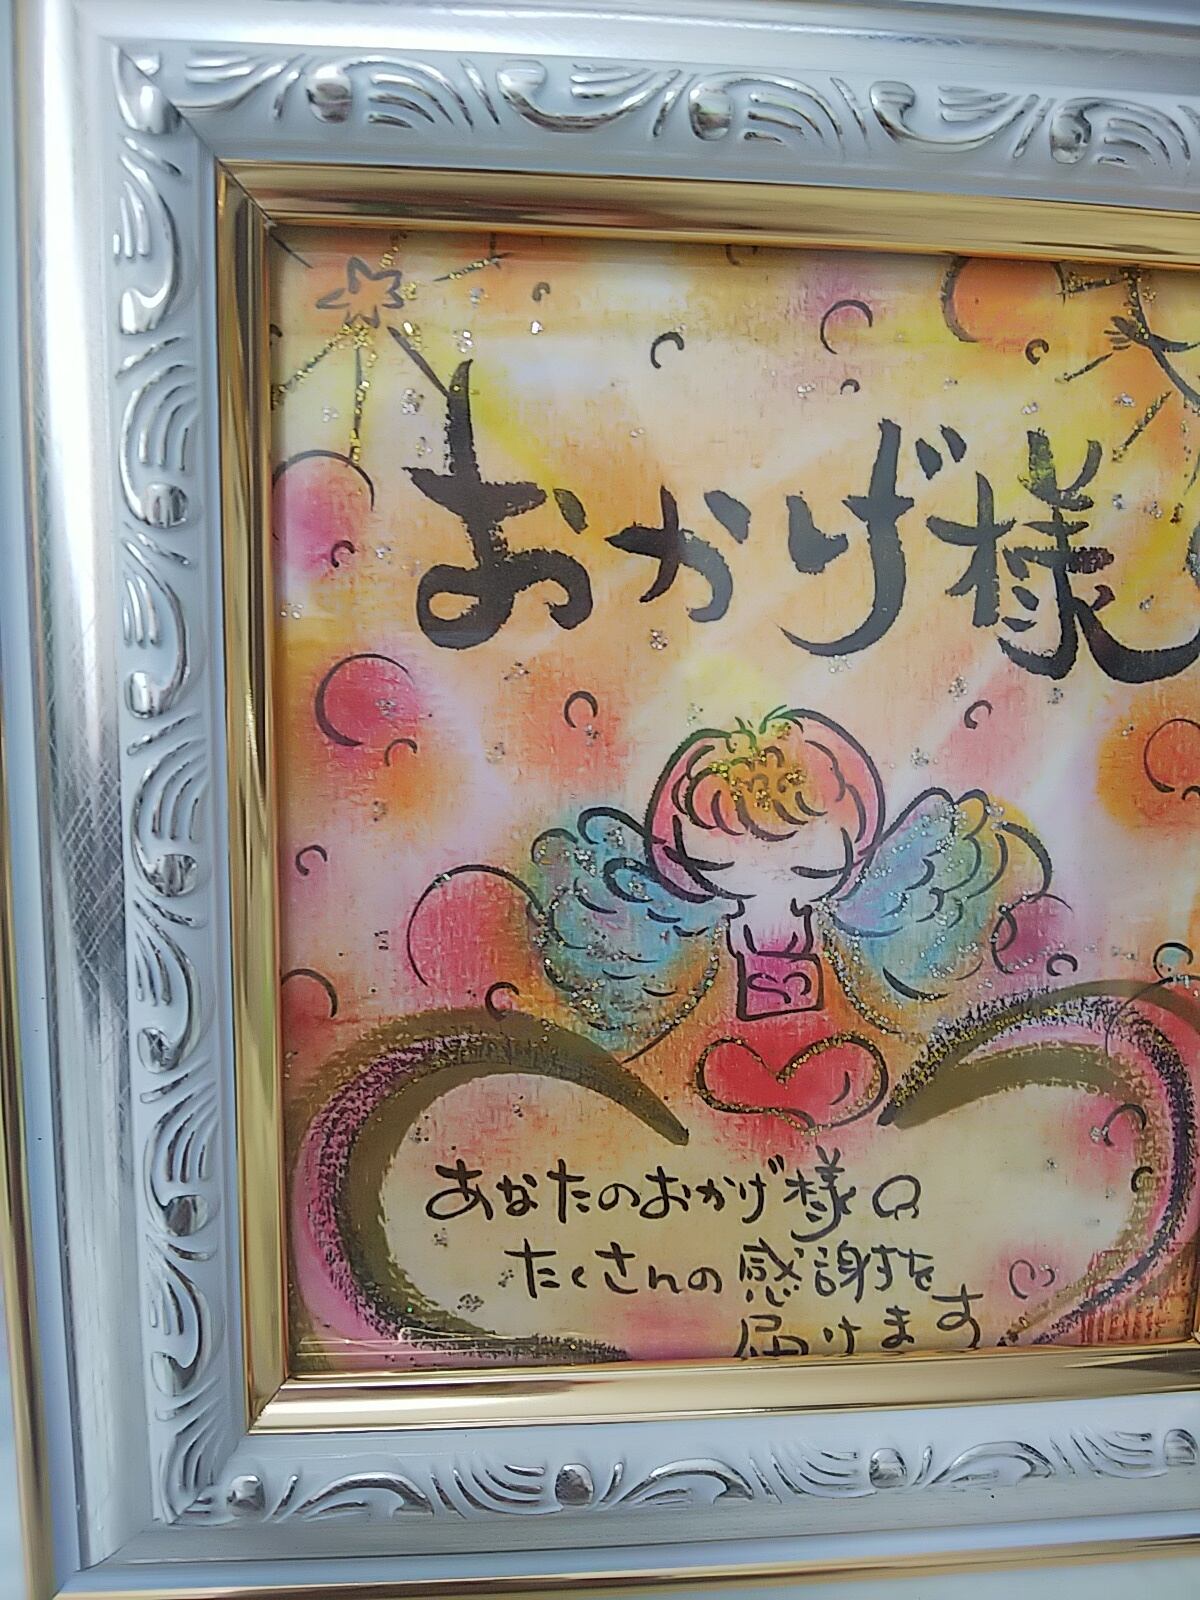 おかげ様
あなたのおかげ様に
たくさんの感謝を
届けます